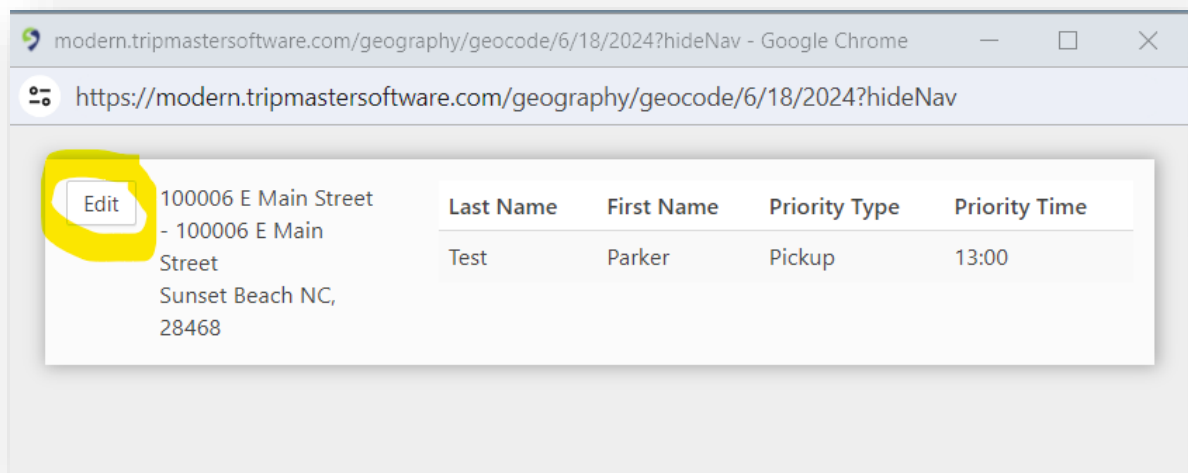 modern.tripmastersoftware.com/geography/geocode/6/18/2024?hideNav - Google Chrome
https://modern.tripmastersoftware.com/geography/geocode/6/18/2024?hideNav
Edit
100006 E Main Street
- 100006 E Main
Street
Sunset Beach NC,
28468
Last Name First Name Priority Type Priority Time
Test Parker Pickup 13:00